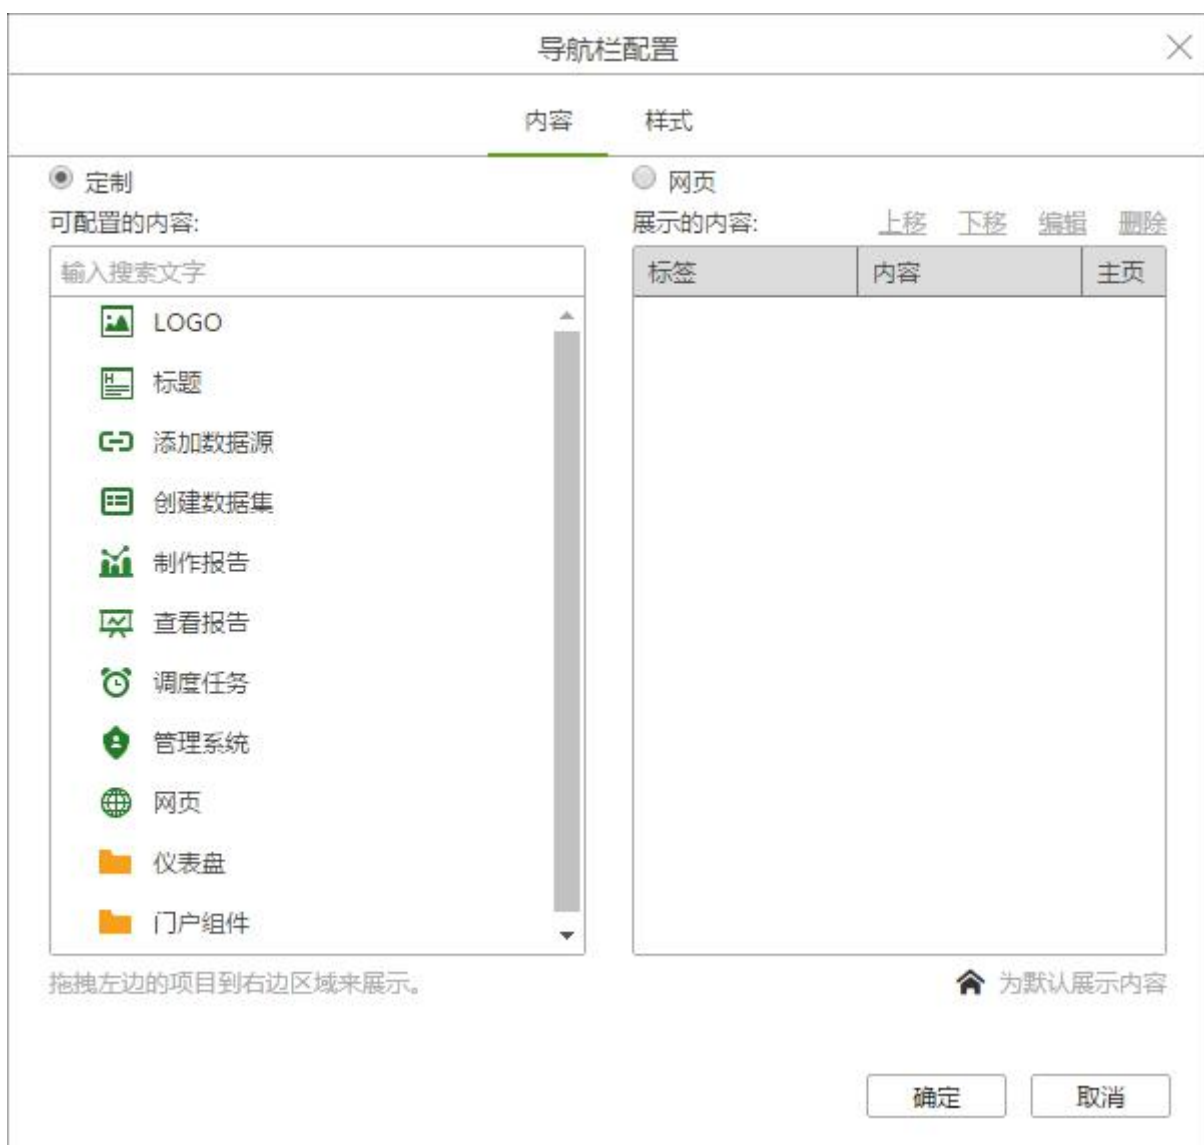 导航栏配置
内容 样式
定制 网页
可配置的内容: 展示的内容: 上移 下移 编辑 删除
输入搜索文字 标签 内容 主页
LOGO
标题
添加数据源
创建数据集
制作报告
查看报告
调度任务
管理系统
网页
仪表盘
门户组件
拖拽左边的项目到右边区域来展示。 为默认展示内容
确定 取消